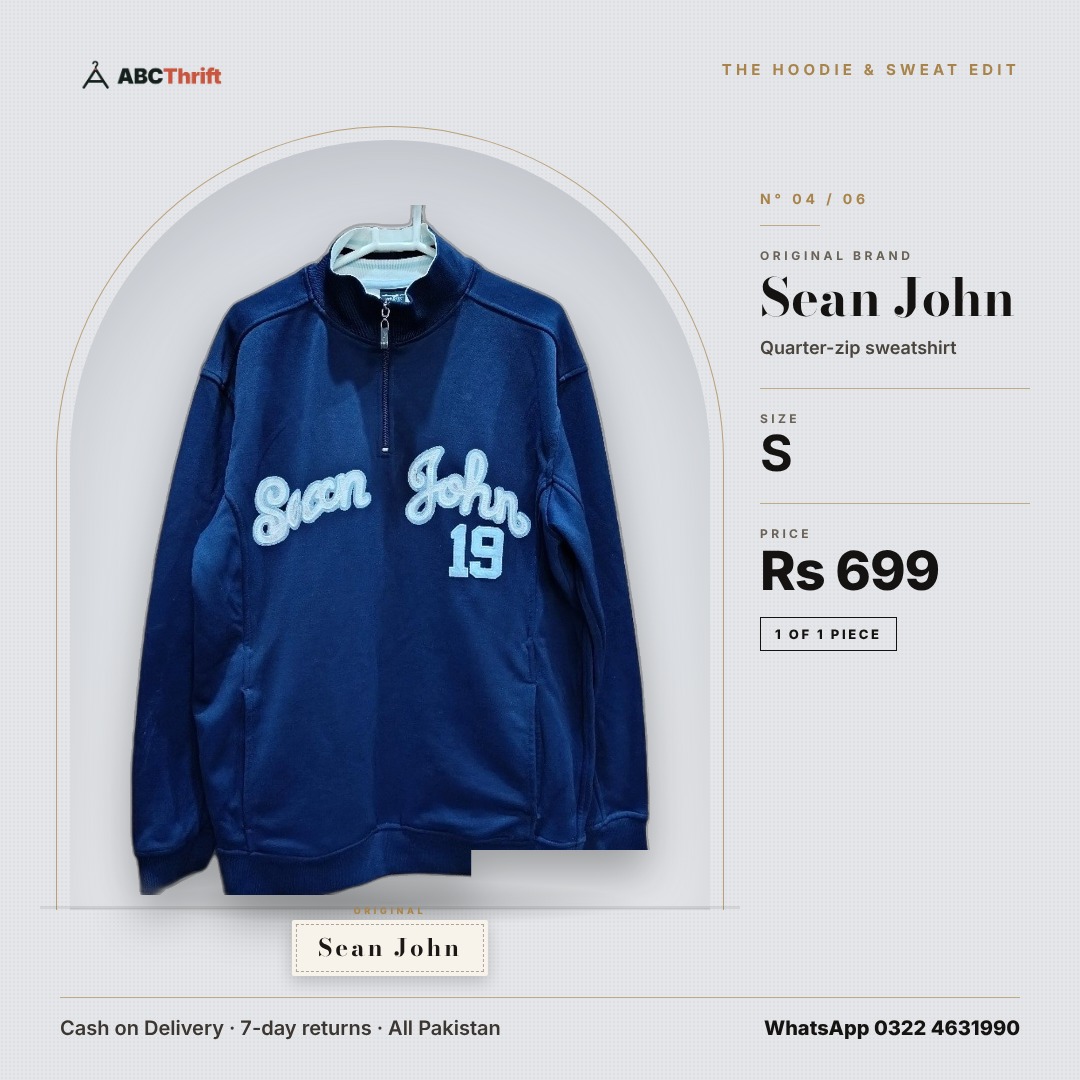 ABCThrift
THE HOODIE & SWEAT EDIT
N° 04 / 06
ORIGINAL BRAND
Sean John
Quarter-zip sweatshirt
SIZE
S
PRICE
Rs 699
1 OF 1 PIECE
Sean John
19
ORIGINAL
Sean John
Cash on Delivery · 7-day returns · All Pakistan
WhatsApp 0322 4631990